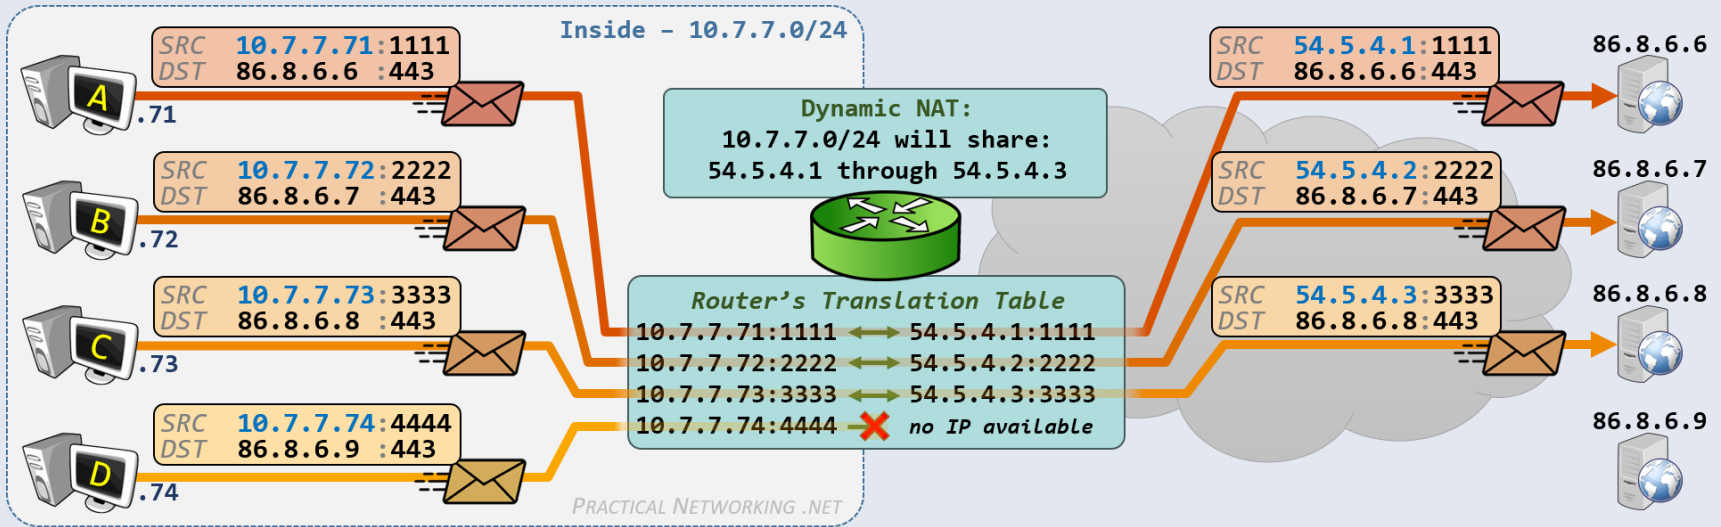 Inside – 10.7.7.0/24
SRC 10.7.7.71:1111
DST 86.8.6.6 :443
A
.71
SRC 10.7.7.72:2222
DST 86.8.6.7 :443
B
.72
SRC 10.7.7.73:3333
DST 86.8.6.8 :443
C
.73
SRC 10.7.7.74:4444
DST 86.8.6.9 :443
D
.74
Dynamic NAT:
10.7.7.0/24 will share:
54.5.4.1 through 54.5.4.3
Router’s Translation Table
10.7.7.71:1111 54.5.4.1:1111
10.7.7.72:2222 54.5.4.2:2222
10.7.7.73:3333 54.5.4.3:3333
10.7.7.74:4444 no IP available
PRACTICAL NETWORKING .NET
SRC 54.5.4.1:1111
DST 86.8.6.6:443
86.8.6.6
SRC 54.5.4.2:2222
DST 86.8.6.7:443
86.8.6.7
SRC 54.5.4.3:3333
DST 86.8.6.8:443
86.8.6.8
86.8.6.9